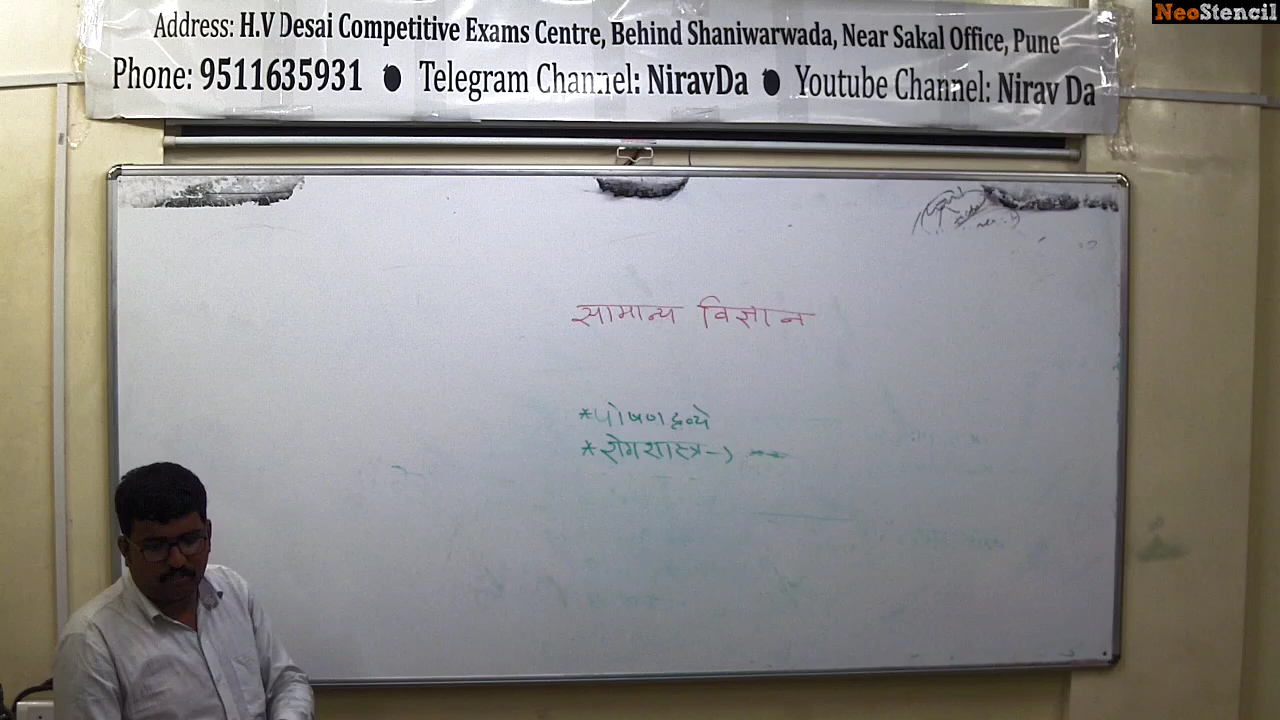 NeoStencil
Address: H.V Desai Competitive Exams Centre, Behind Shaniwarwada, Near Sakal Office, Pune
Phone: 9511635931 ● Telegram Channel: NiravDa ● Youtube Channel: Nirav Da
सामान्य विज्ञान
*पोषणद्रव्ये
*रोगशास्त्र→